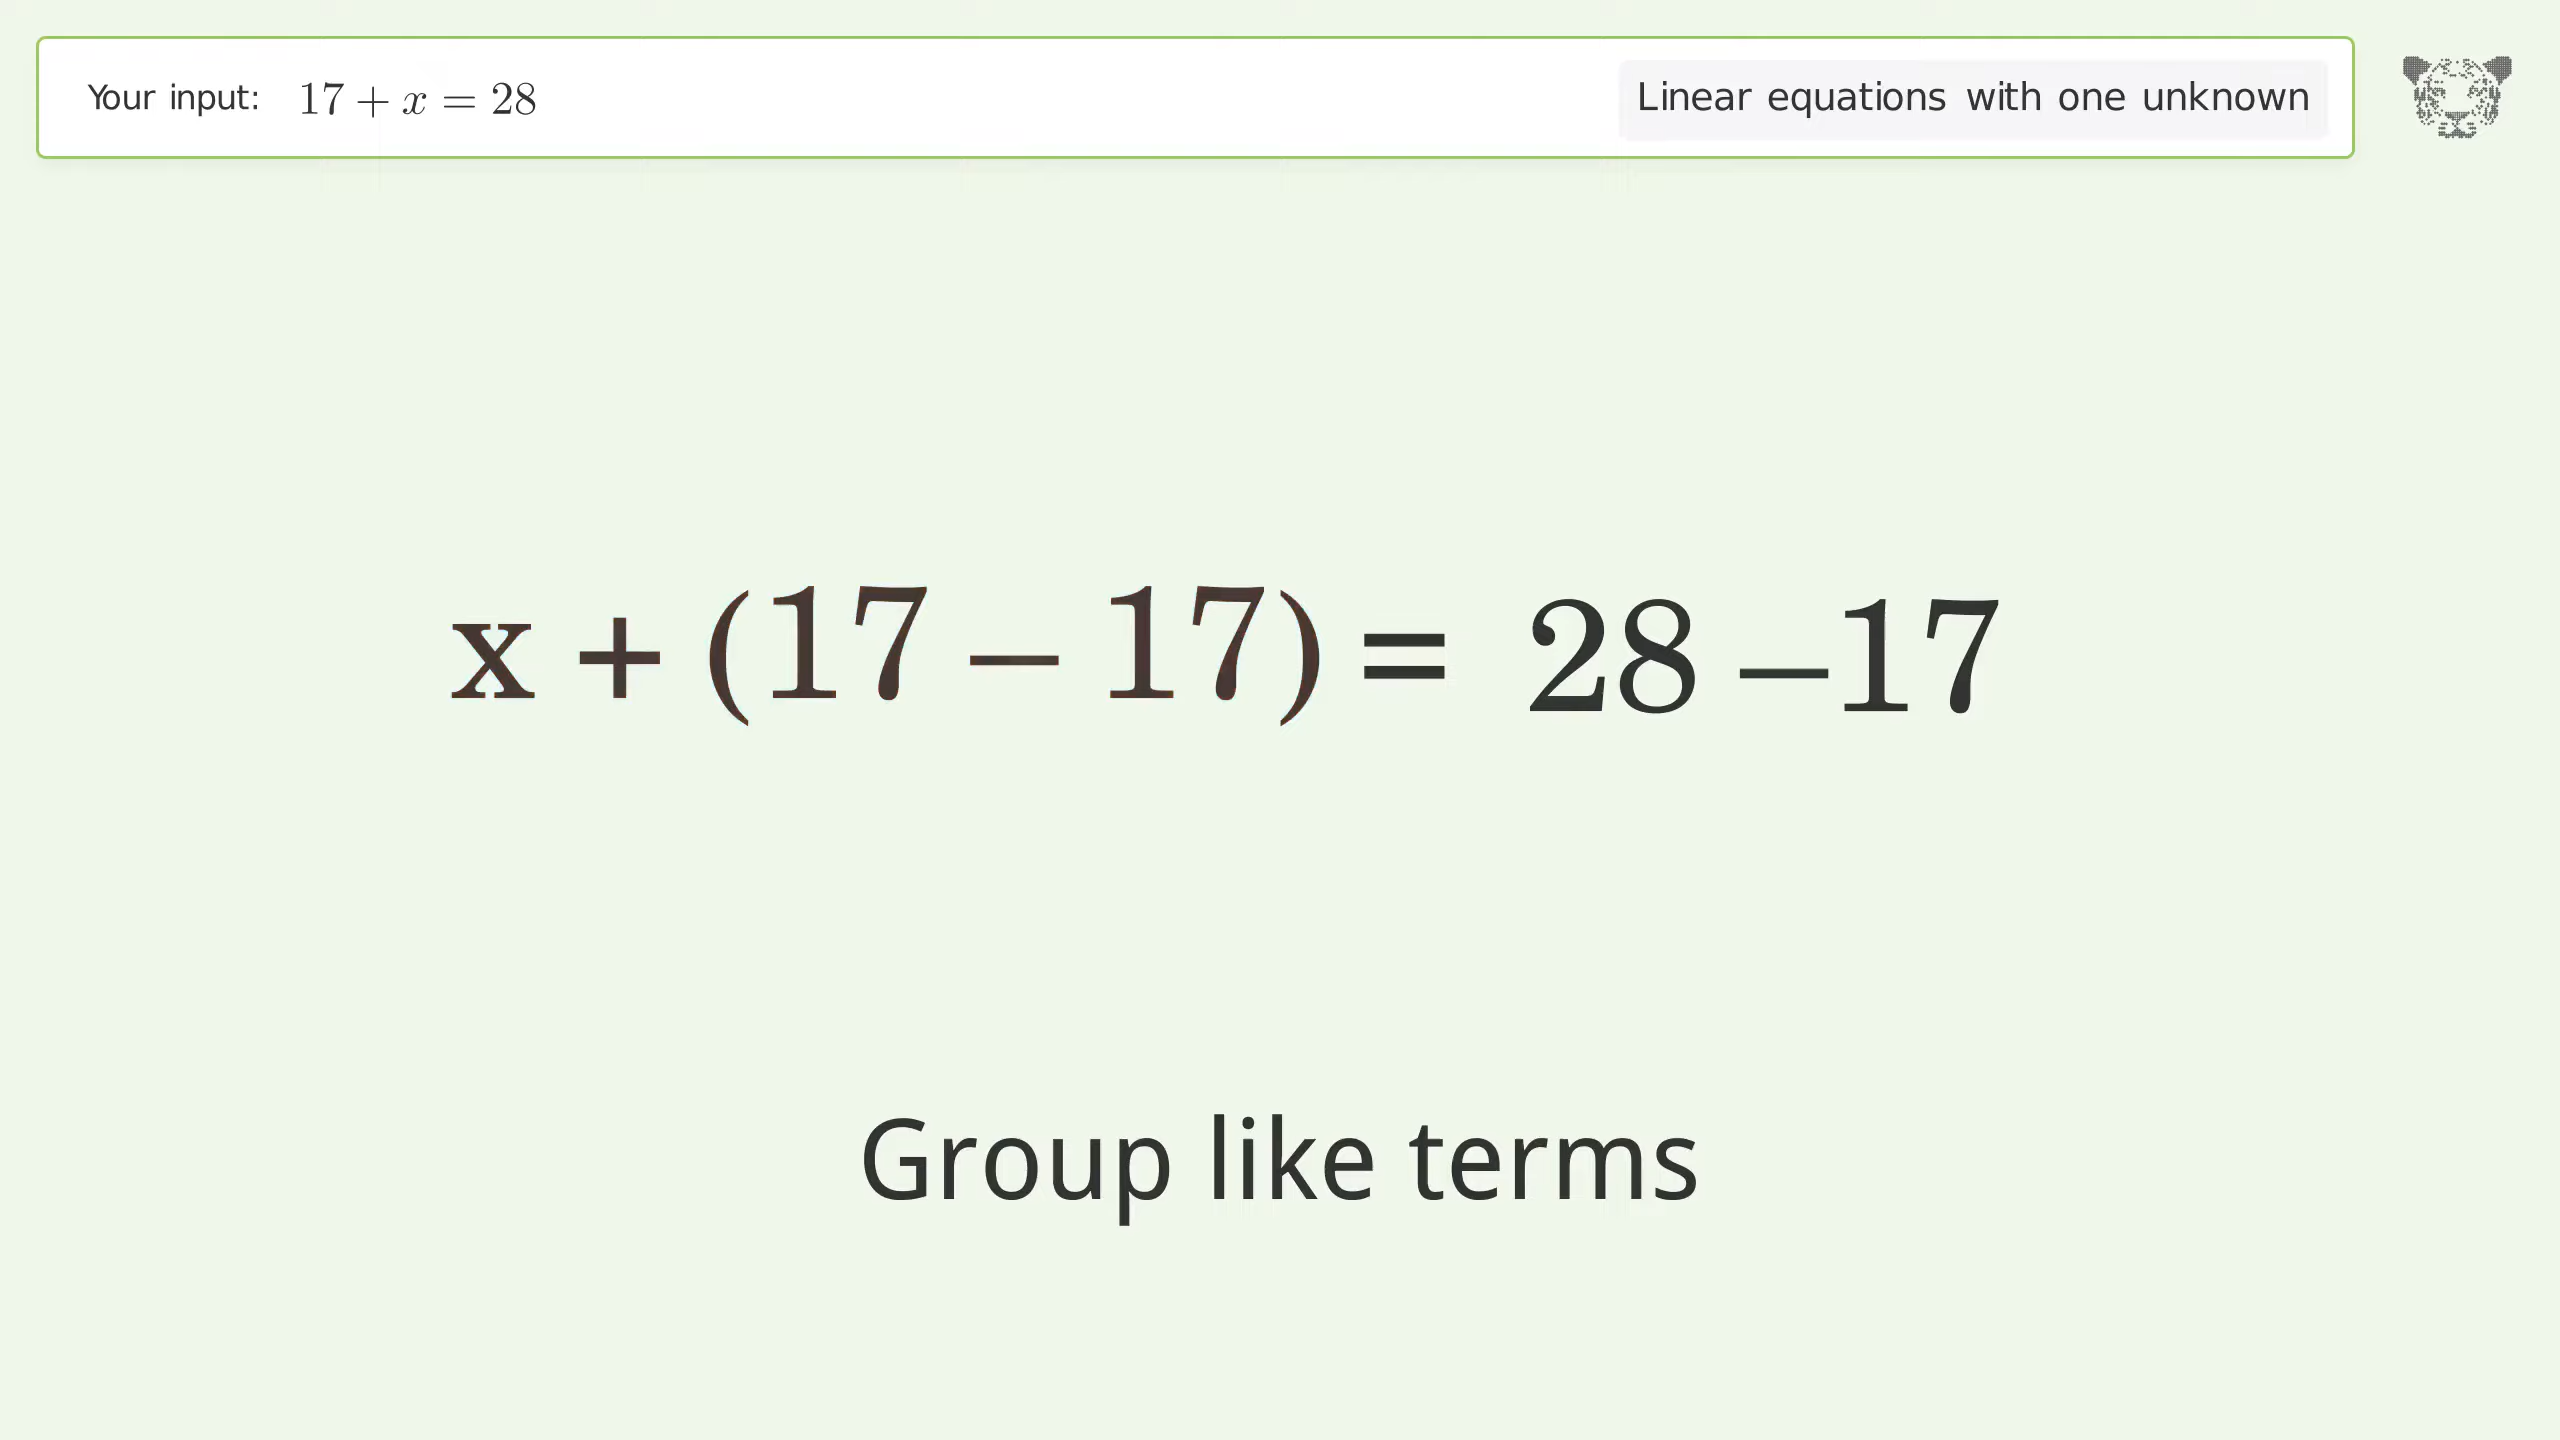 Your input: 17 + x = 28
Linear equations with one unknown
x + (17 – 17) = 28 –17
Group like terms